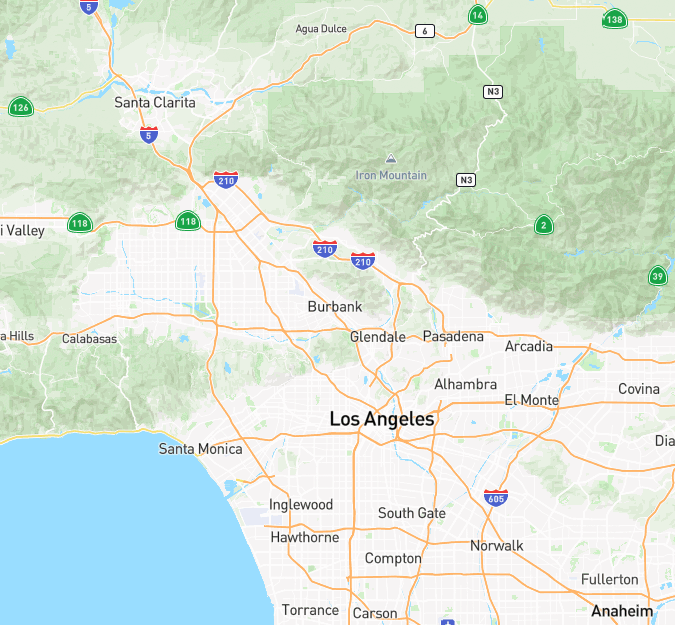 5
14
138
Agua Dulce
6
N3
Santa Clarita
126
5
Iron Mountain
210
N3
118
118
2
i Valley
210
210
39
Burbank
a Hills
Calabasas
Glendale
Pasadena
Arcadia
Alhambra
Covina
El Monte
Los Angeles
Dia
Santa Monica
605
Inglewood
South Gate
Hawthorne
Norwalk
Compton
Fullerton
Torrance
Carson
Anaheim